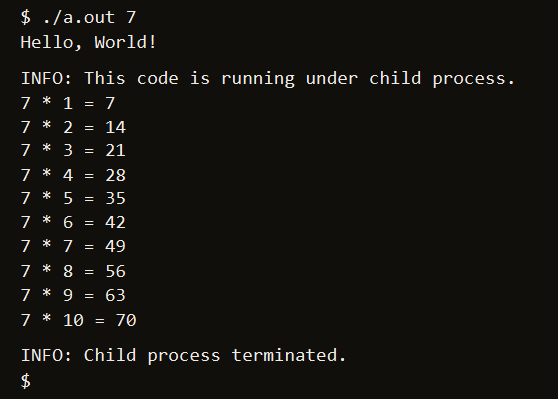 $ ./a.out 7
Hello, World!
INFO: This code is running under child process.
7 * 1 = 7
7 * 2 = 14
7 * 3 = 21
7 * 4 = 28
7 * 5 = 35
7 * 6 = 42
7 * 7 = 49
7 * 8 = 56
7 * 9 = 63
7 * 10 = 70
INFO: Child process terminated.
$